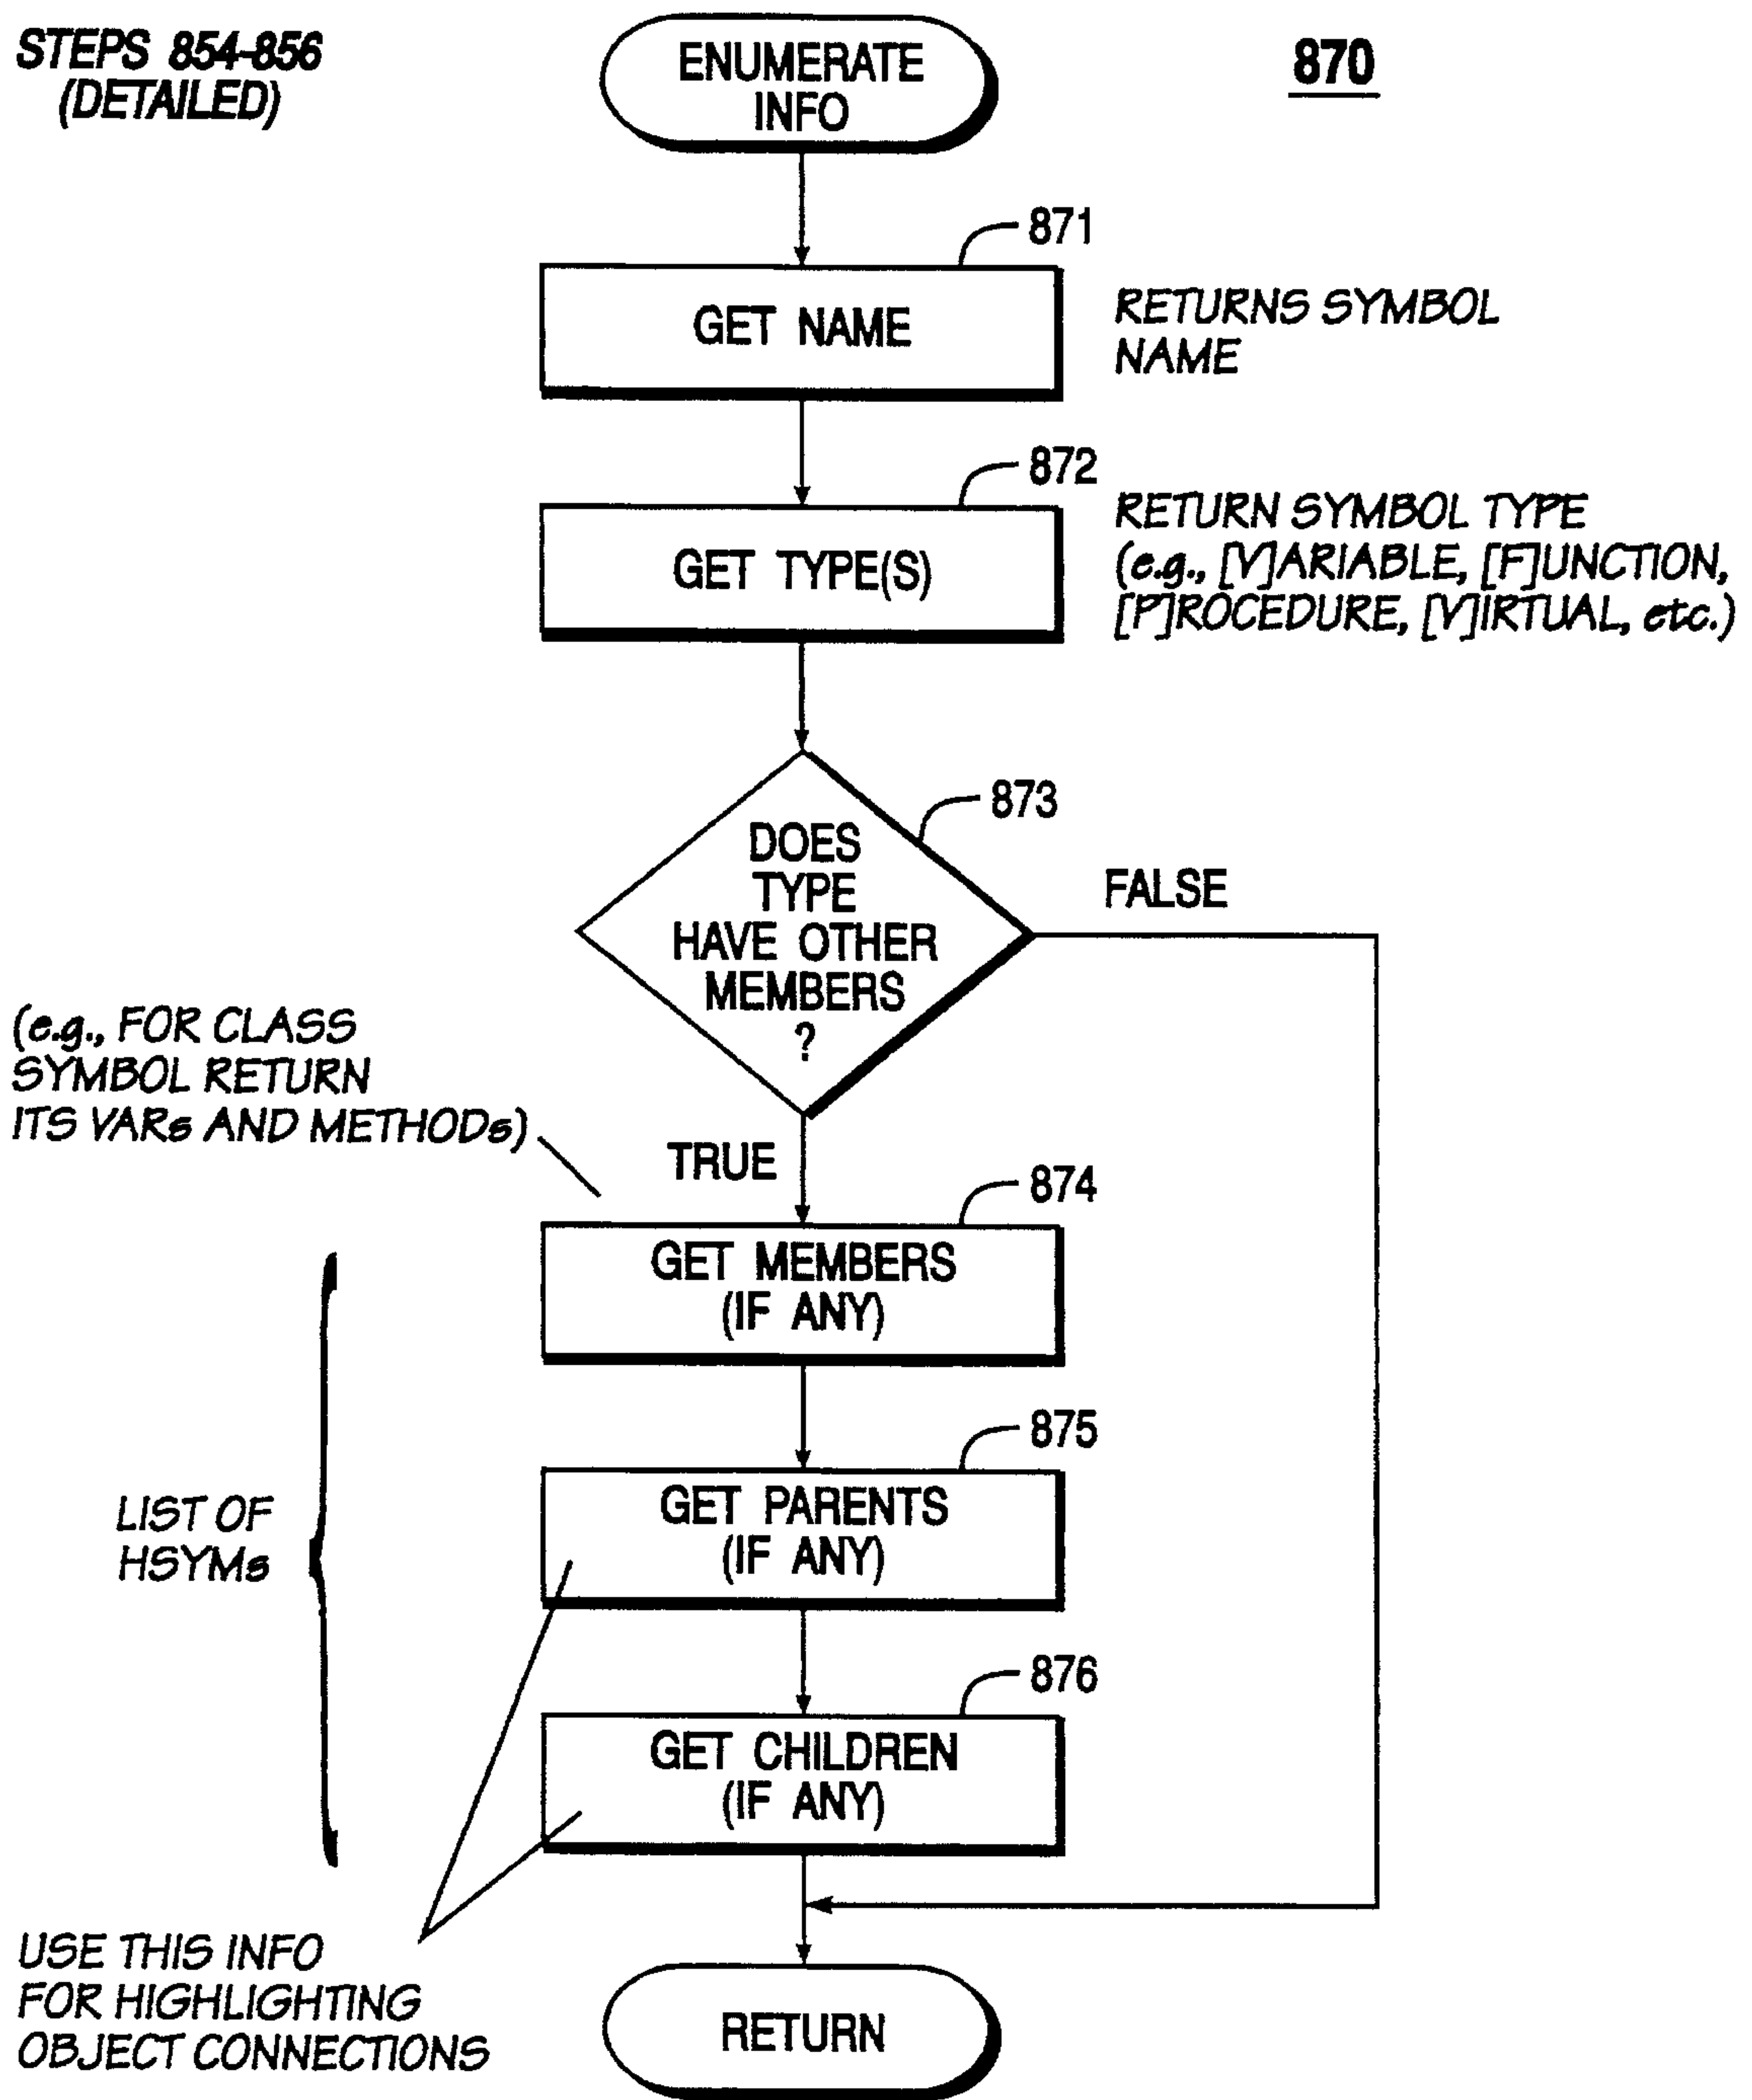 STEPS 854-856
(DETAILED)
ENUMERATE
INFO
870
871
GET NAME
RETURNS SYMBOL
NAME
872
GET TYPE(S)
RETURN SYMBOL TYPE
(e.g., [V]ARIABLE, [F]UNCTION,
[P]ROCEDURE, [V]IRTUAL, etc.)
873
DOES
TYPE
HAVE OTHER
MEMBERS
?
FALSE
(e.g., FOR CLASS
SYMBOL RETURN
ITS VARs AND METHODs)
TRUE
874
GET MEMBERS
(IF ANY)
875
GET PARENTS
(IF ANY)
LIST OF
HSYMs
876
GET CHILDREN
(IF ANY)
USE THIS INFO
FOR HIGHLIGHTING
OBJECT CONNECTIONS
RETURN